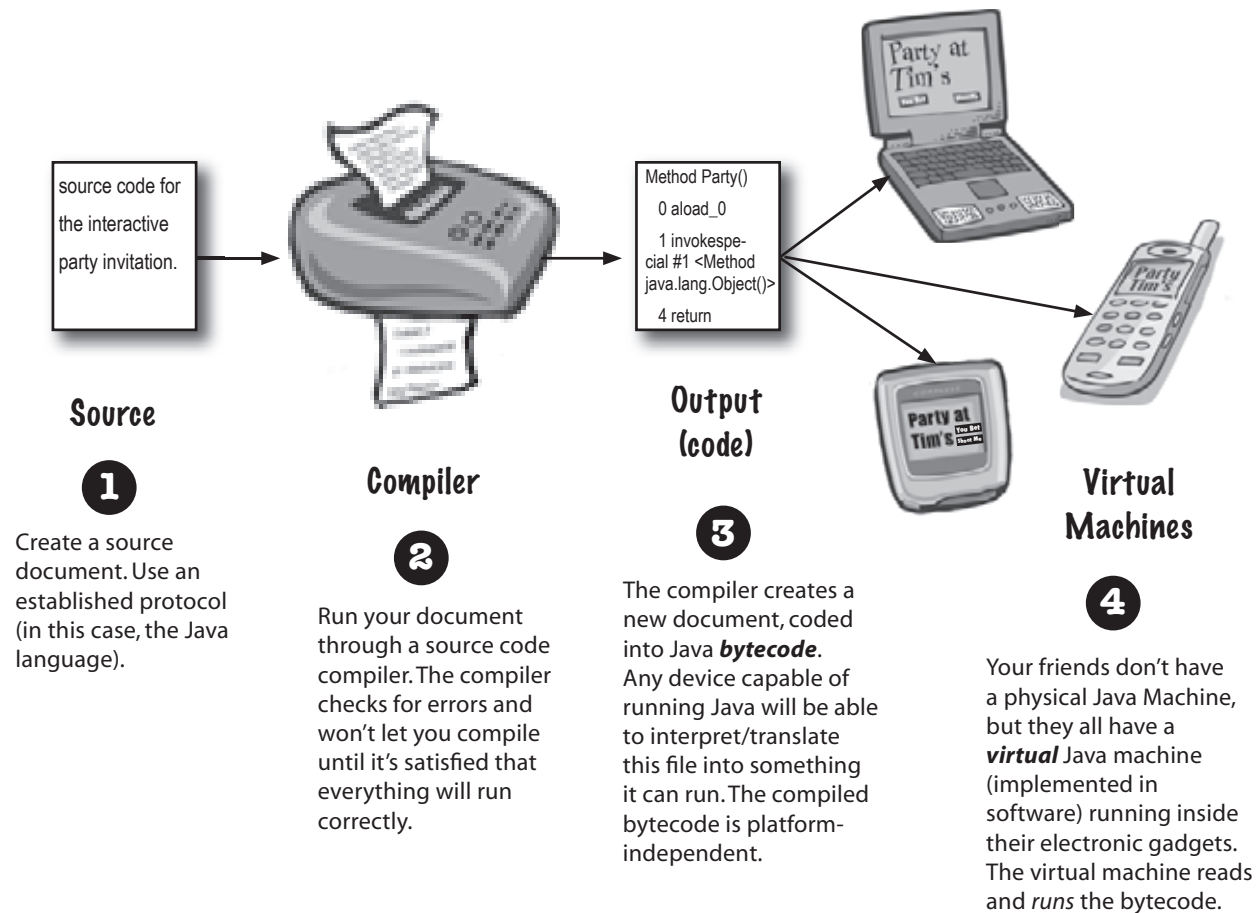 source code for
the interactive
party invitation.
Source
1
Create a source
document. Use an
established protocol
(in this case, the Java
language).
Compiler
2
Run your document
through a source code
compiler. The compiler
checks for errors and
won't let you compile
until it's satisfied that
everything will run
correctly.
Method Party()
0 aload_0
1 invokespe-
cial #1 <Method
java.lang.Object()>
4 return
Output
(code)
3
The compiler creates a
new document, coded
into Java bytecode.
Any device capable of
running Java will be able
to interpret/translate
this file into something
it can run. The compiled
bytecode is platform-
independent.
Party at
Tim's
Party
Tim's
Party at
Tim's
You Bet
Shoot Me
Virtual
Machines
4
Your friends don't have
a physical Java Machine,
but they all have a
virtual Java machine
(implemented in
software) running inside
their electronic gadgets.
The virtual machine reads
and runs the bytecode.